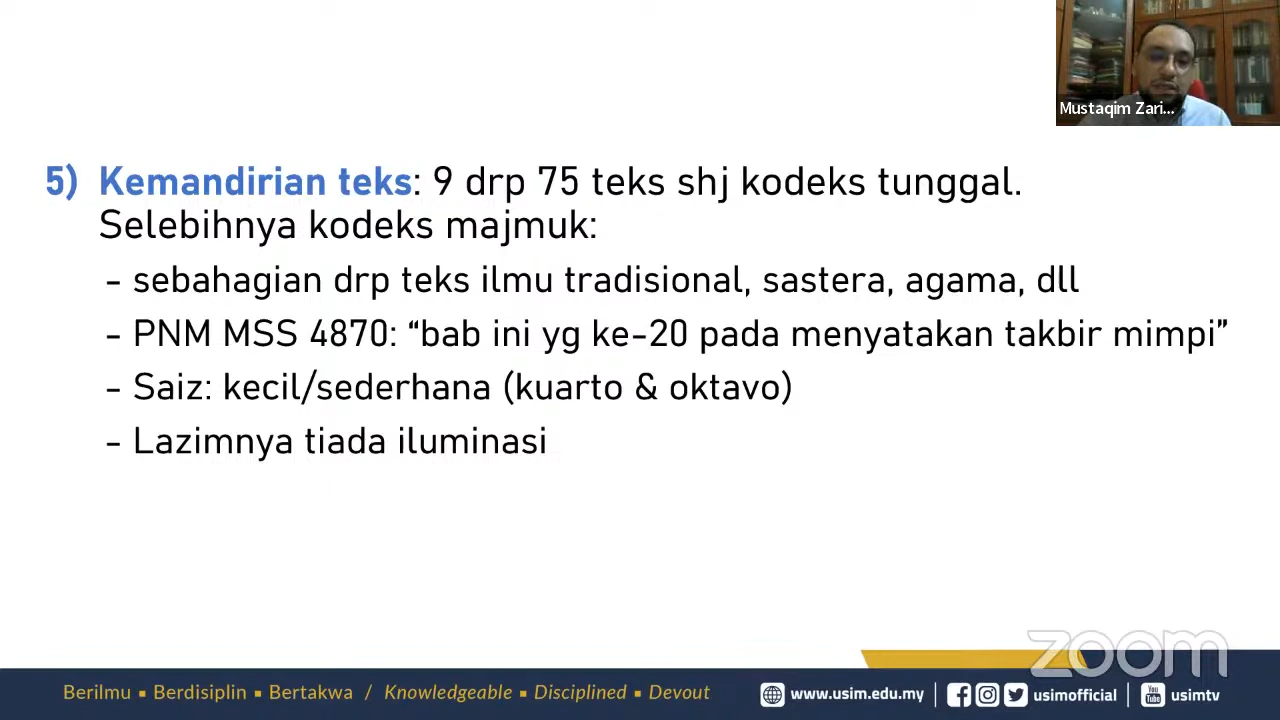 Mustaqim Zari...
5) Kemandirian teks: 9 drp 75 teks shj kodeks tunggal.
Selebihnya kodeks majmuk:
- sebahagian drp teks ilmu tradisional, sastera, agama, dll
- PNM MSS 4870: “bab ini yg ke-20 pada menyatakan takbir mimpi”
- Saiz: kecil/sederhana (kuarto & oktavo)
- Lazimnya tiada iluminasi
zoom
Berilmu ▪ Berdisiplin ▪ Bertakwa / Knowledgeable ▪ Disciplined ▪ Devout www.usim.edu.my | usimofficial | You Tube usimtv